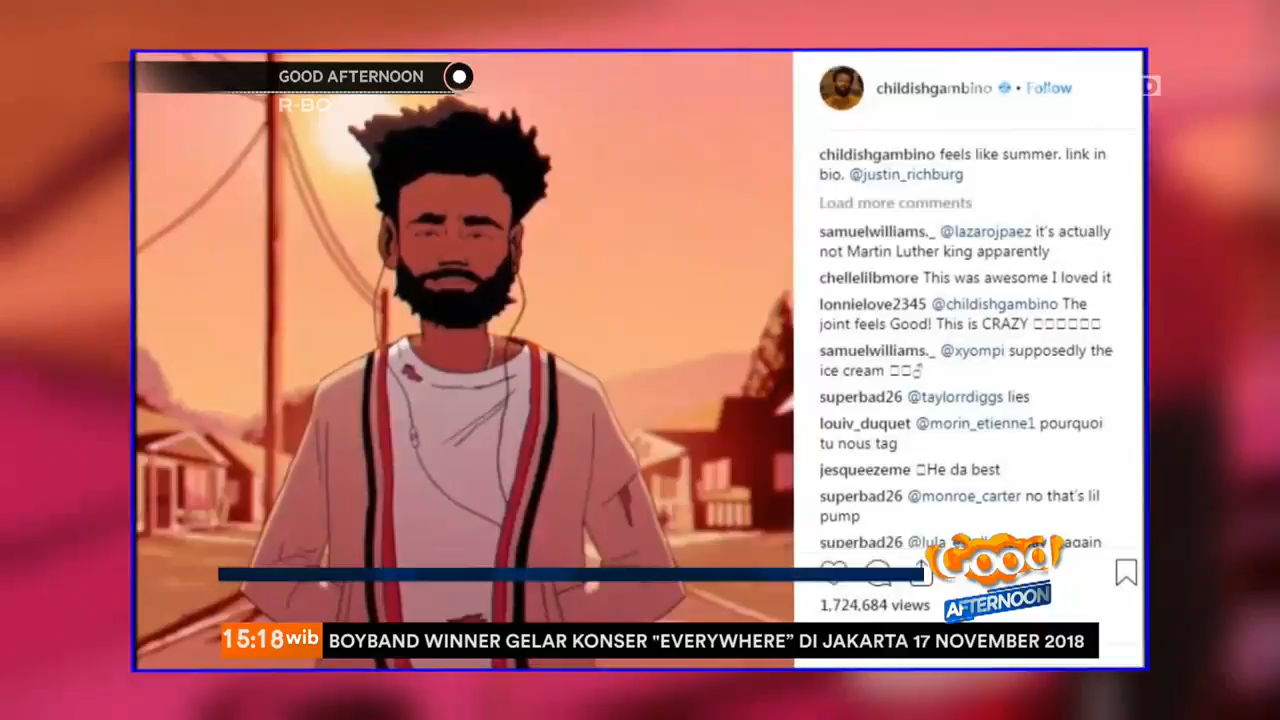 GOOD AFTERNOON
R-BO
childishgambino • Follow
childishgambino feels like summer. link in
bio. @justin_richburg
Load more comments
samuelwilliams._ @lazarojpaez it's actually
not Martin Luther king apparently
chellelilbmore This was awesome I loved it
lonnielove2345 @childishgambino The
joint feels Good! This is CRAZY □□□□□□
samuelwilliams._ @xyompi supposedly the
ice cream □□
superbad26 @taylorrdiggs lies
louiv_duquet @morin_etienne1 pourquoi
tu nous tag
jesqueezeme □He da best
superbad26 @monroe_carter no that's lil
pump
superbad26 again
1,724,684 views
Good
AFTERNOON
15:18wib BOYBAND WINNER GELAR KONSER "EVERYWHERE" DI JAKARTA 17 NOVEMBER 2018